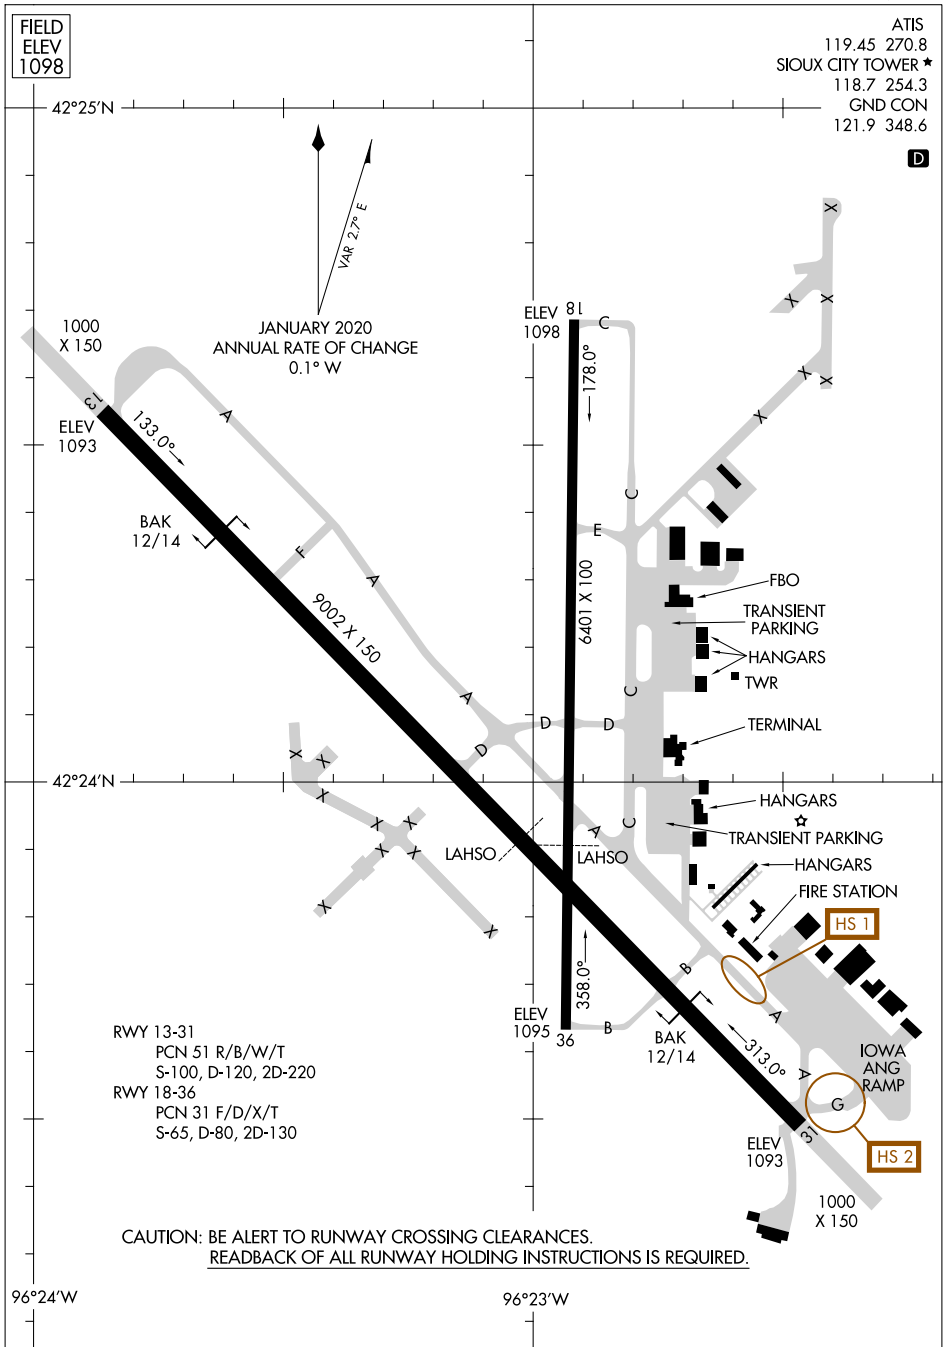 FIELD
ELEV
1098
ATIS
119.45 270.8
SIOUX CITY TOWER ★
118.7 254.3
GND CON
121.9 348.6
D
42°25'N
VAR 2.7° E
JANUARY 2020
ANNUAL RATE OF CHANGE
0.1° W
1000
X 150
ELEV
1098
18
C
X
X
X
X
X
X
178.0°
13
ELEV
1093
133.0°
A
C
BAK
12/14
F
E
A
FBO
6401 X 100
9002 X 150
TRANSIENT
PARKING
HANGARS
TWR
A
C
D
D
D
TERMINAL
X
X
42°24'N
X
X
X
X
X
X
X
HANGARS
A
C
TRANSIENT PARKING
LAHSO
LAHSO
HANGARS
FIRE STATION
HS 1
B
358.0°
A
ELEV
1095
36
B
BAK
12/14
313.0°
IOWA
ANG
RAMP
A
G
RWY 13-31
PCN 51 R/B/W/T
S-100, D-120, 2D-220
RWY 18-36
PCN 31 F/D/X/T
S-65, D-80, 2D-130
31
ELEV
1093
HS 2
1000
X 150
CAUTION: BE ALERT TO RUNWAY CROSSING CLEARANCES.
READBACK OF ALL RUNWAY HOLDING INSTRUCTIONS IS REQUIRED.
96°24'W
96°23'W